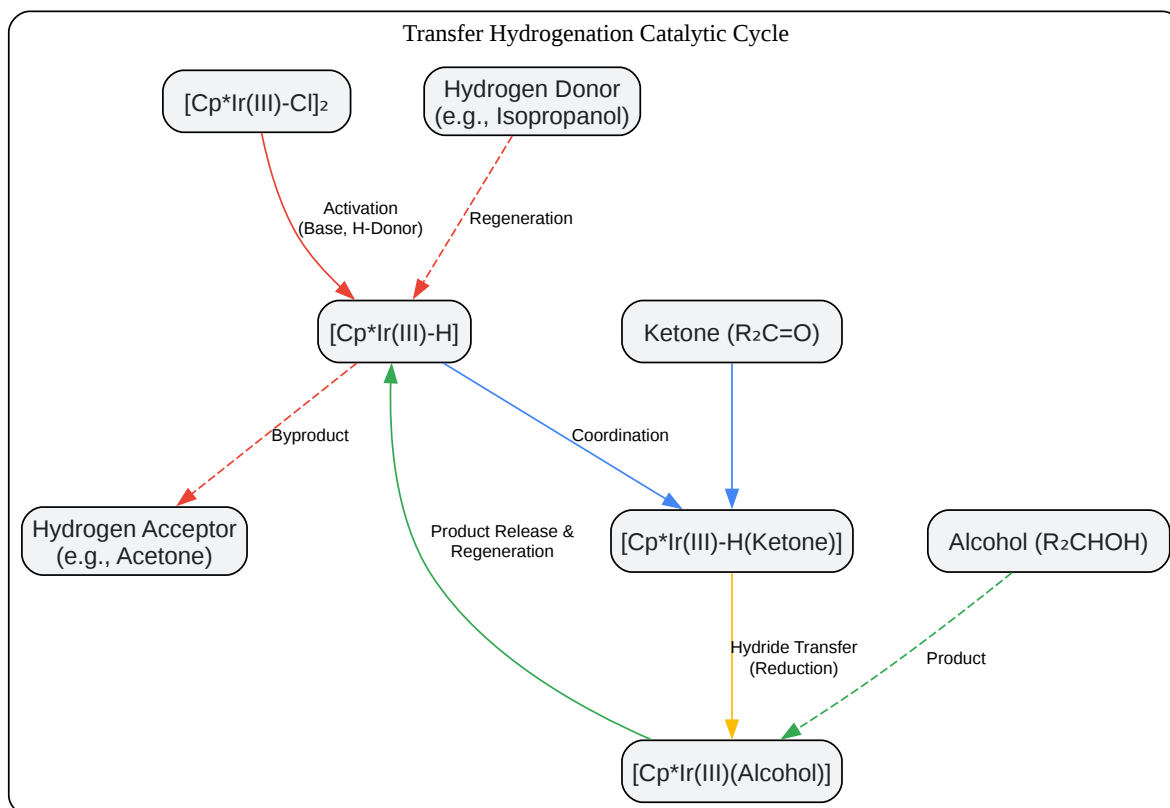 Transfer Hydrogenation Catalytic Cycle
[Cp*Ir(III)-Cl]₂
Hydrogen Donor
(e.g., Isopropanol)
Activation
(Base, H-Donor)
Regeneration
[Cp*Ir(III)-H]
Ketone (R₂C=O)
Byproduct
Coordination
Hydrogen Acceptor
(e.g., Acetone)
Product Release &
Regeneration
[Cp*Ir(III)-H(Ketone)]
Alcohol (R₂CHOH)
Hydride Transfer
(Reduction)
Product
[Cp*Ir(III)(Alcohol)]